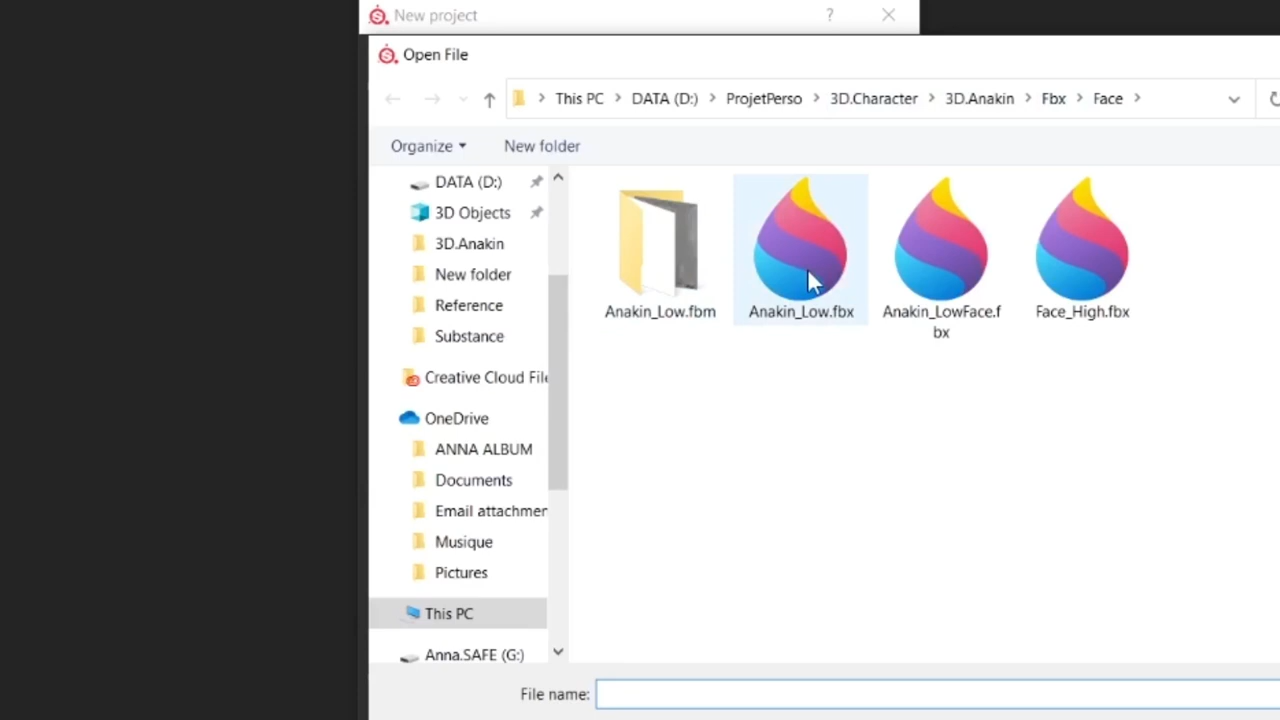 New project
?
Open File
This PC
DATA (D:)
ProjetPerso
3D.Character
3D.Anakin
Fbx
Face
Organize
New folder
DATA (D:)
3D Objects
3D.Anakin
New folder
Reference
Substance
Creative Cloud File
OneDrive
ANNA ALBUM
Documents
Email attachmen
Musique
Pictures
This PC
Anna.SAFE (G:)
Anakin_Low.fbm
Anakin_Low.fbx
Anakin_LowFace.f
bx
Face_High.fbx
File name: